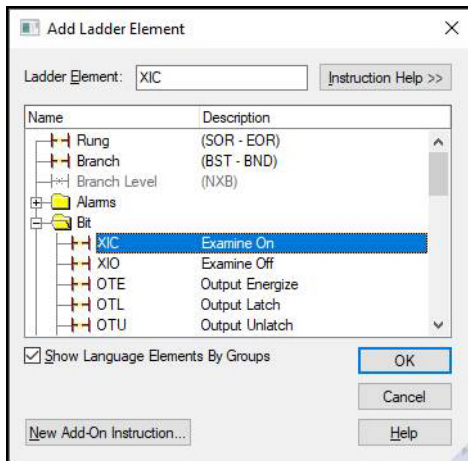 Add Ladder Element
Ladder Element: XIC Instruction Help >>
Name Description
Rung (SOR - EOR)
Branch (BST - BND)
Branch Level (NXB)
Alarms
Bit
XIC Examine On
XIO Examine Off
OTE Output Energize
OTL Output Latch
OTU Output Unlatch
Show Language Elements By Groups OK
Cancel
New Add-On Instruction... Help